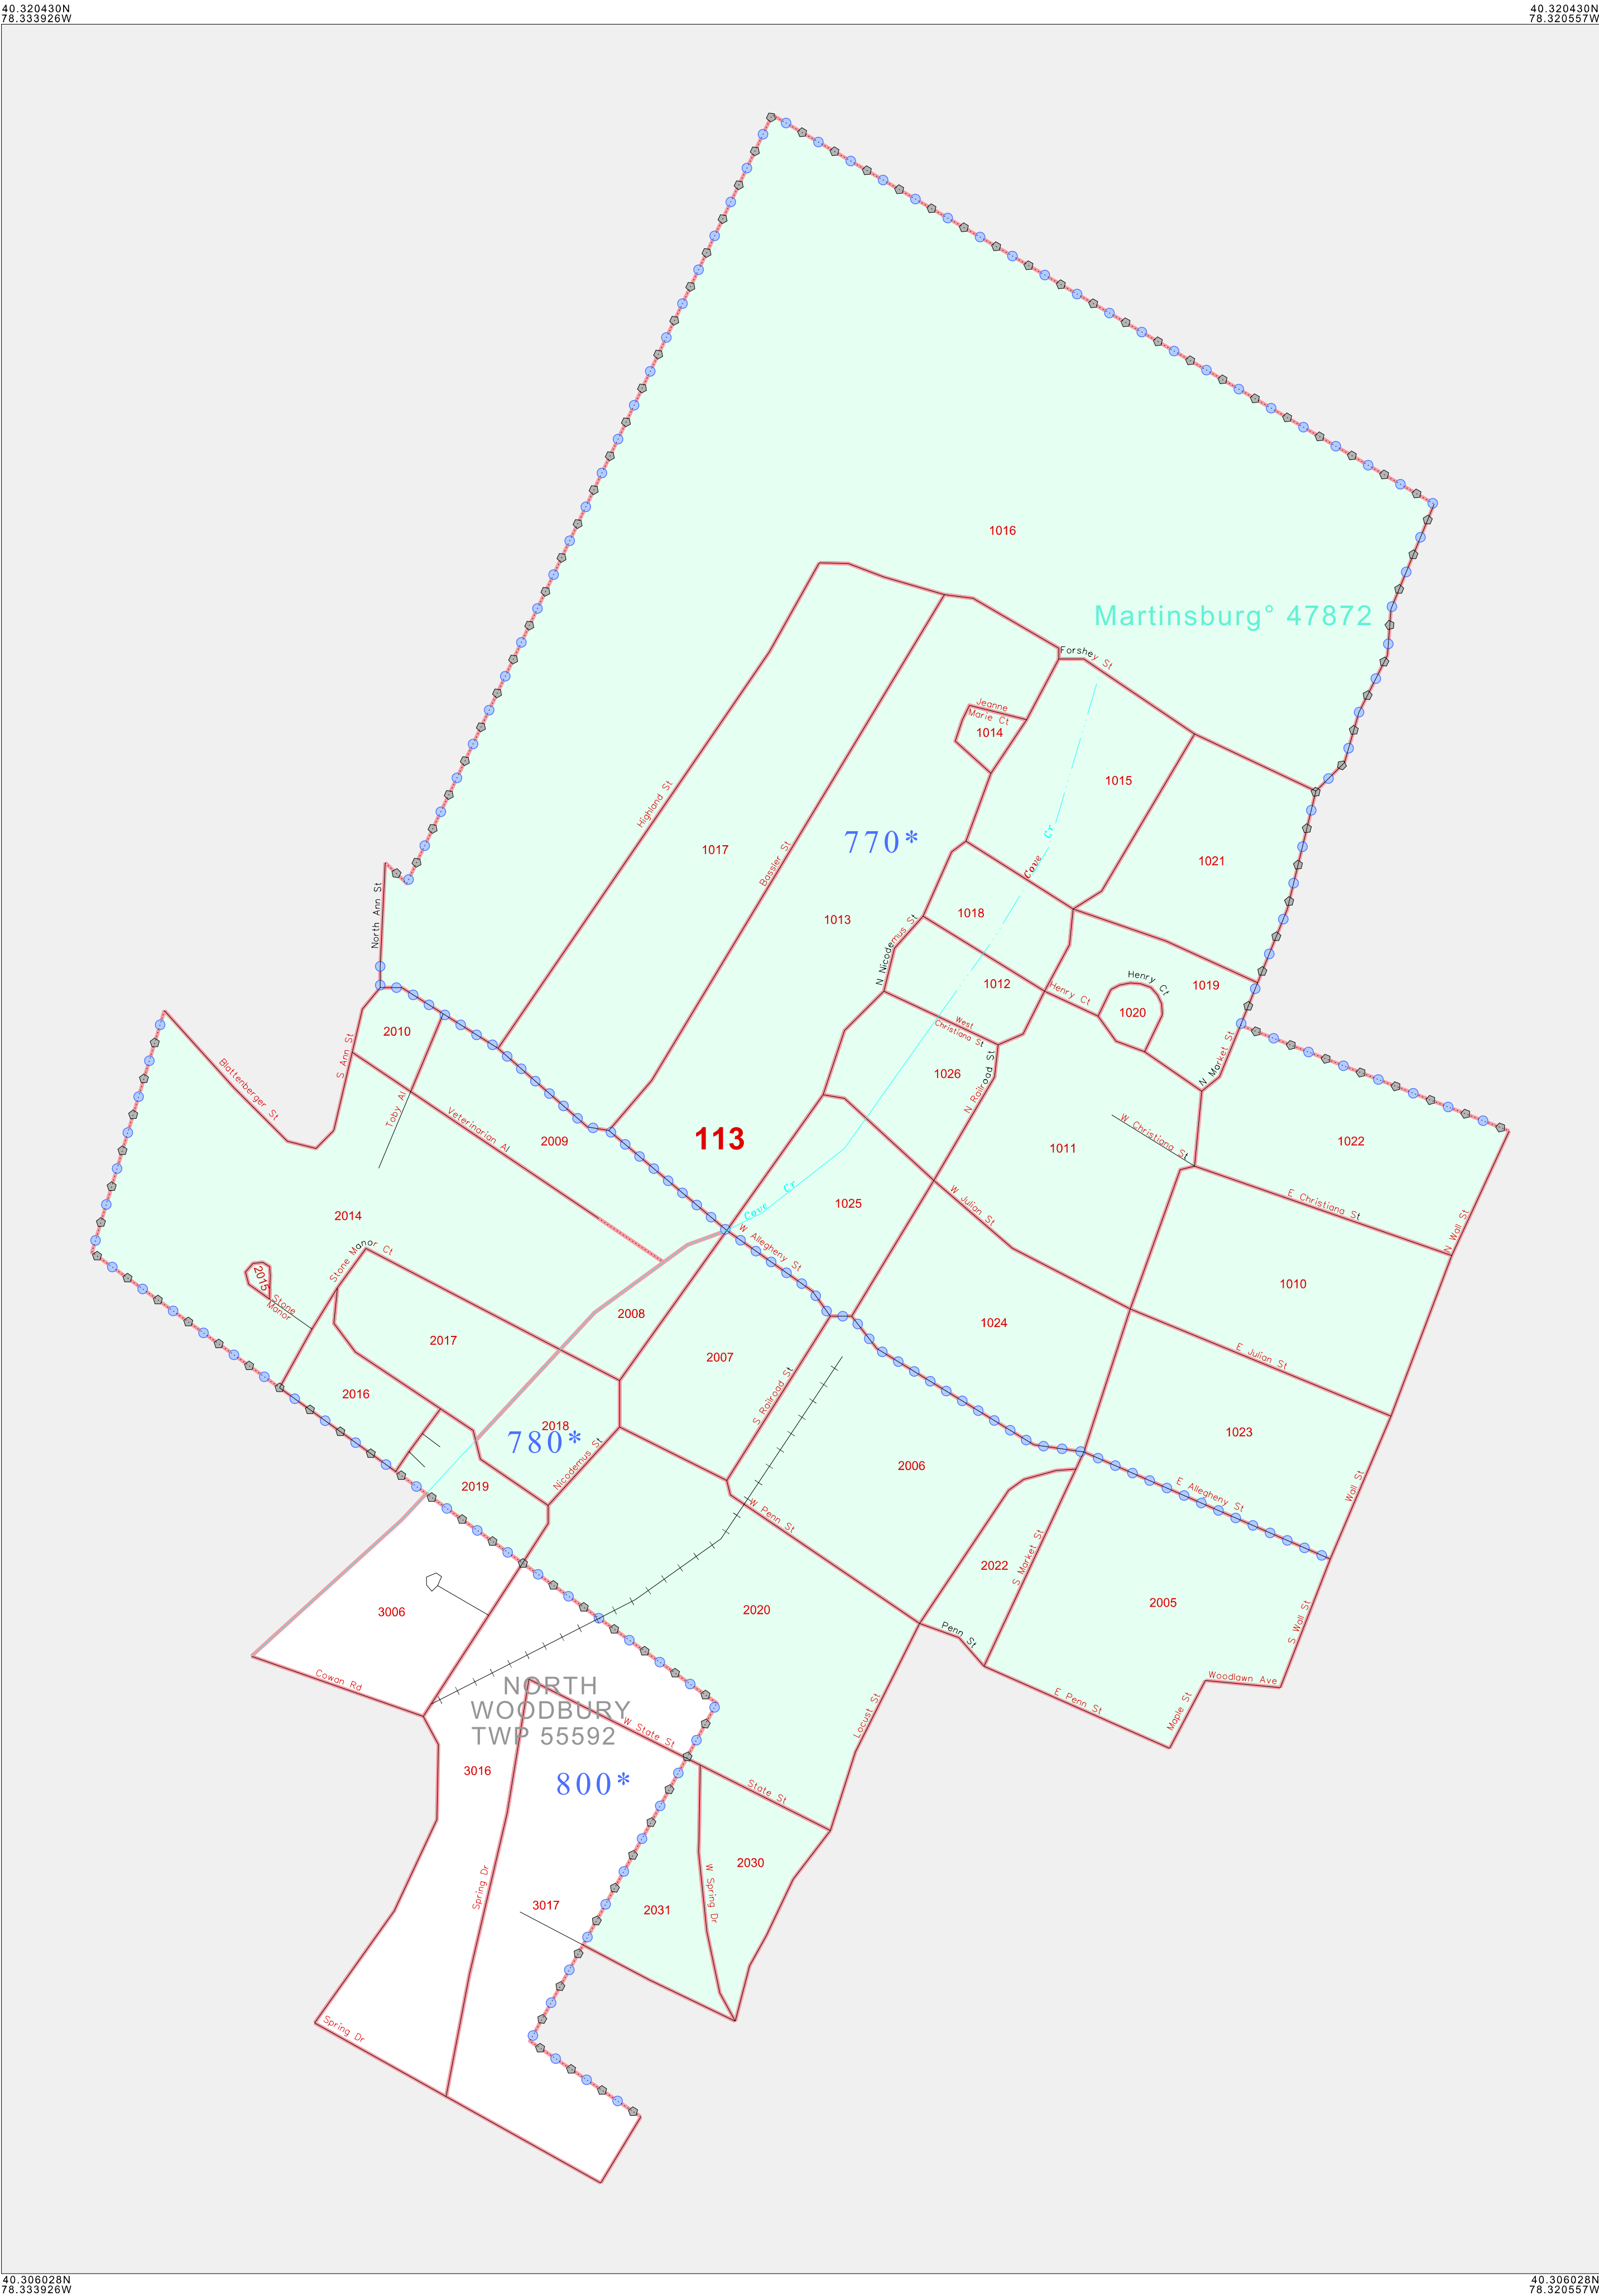 40.320430N
78.333926W
40.320430N
78.320557W
1016
Martinsburg° 47872
Forshey St
Jeanne
Marie Ct
1014
1015
Highland St
770*
Cove Cr
1017
Bassler St
1021
North Ann St
1013
1018
N Nicodemus St
1012
Henry Ct
Henry Ct
1019
1020
West
Christiana St
2010
S Ann St
Blattenberger St
Toby Al
Veterinarian Al
2009
113
1026
N Railroad St
N Market St
W Christiana St
1011
1022
E Christiana St
N Wall St
2014
Cove Cr
1025
W Julian St
W Allegheny St
Stone Manor Ct
2015
Stone
Manor
1010
2008
1024
2017
2007
E Julian St
2016
S Railroad St
2018
780*
1023
Nicodemus St
2006
2019
E Allegheny St
Wall St
W Penn St
2022
S Market St
3006
2020
2005
S Wall St
Penn St
Cowan Rd
NORTH
WOODBURY
TWP 55592
W State St
Woodlawn Ave
E Penn St
Maple St
Locust St
3016
800*
State St
2030
Spring Dr
W Spring Dr
3017
2031
Spring Dr
40.306028N
78.333926W
40.306028N
78.320557W